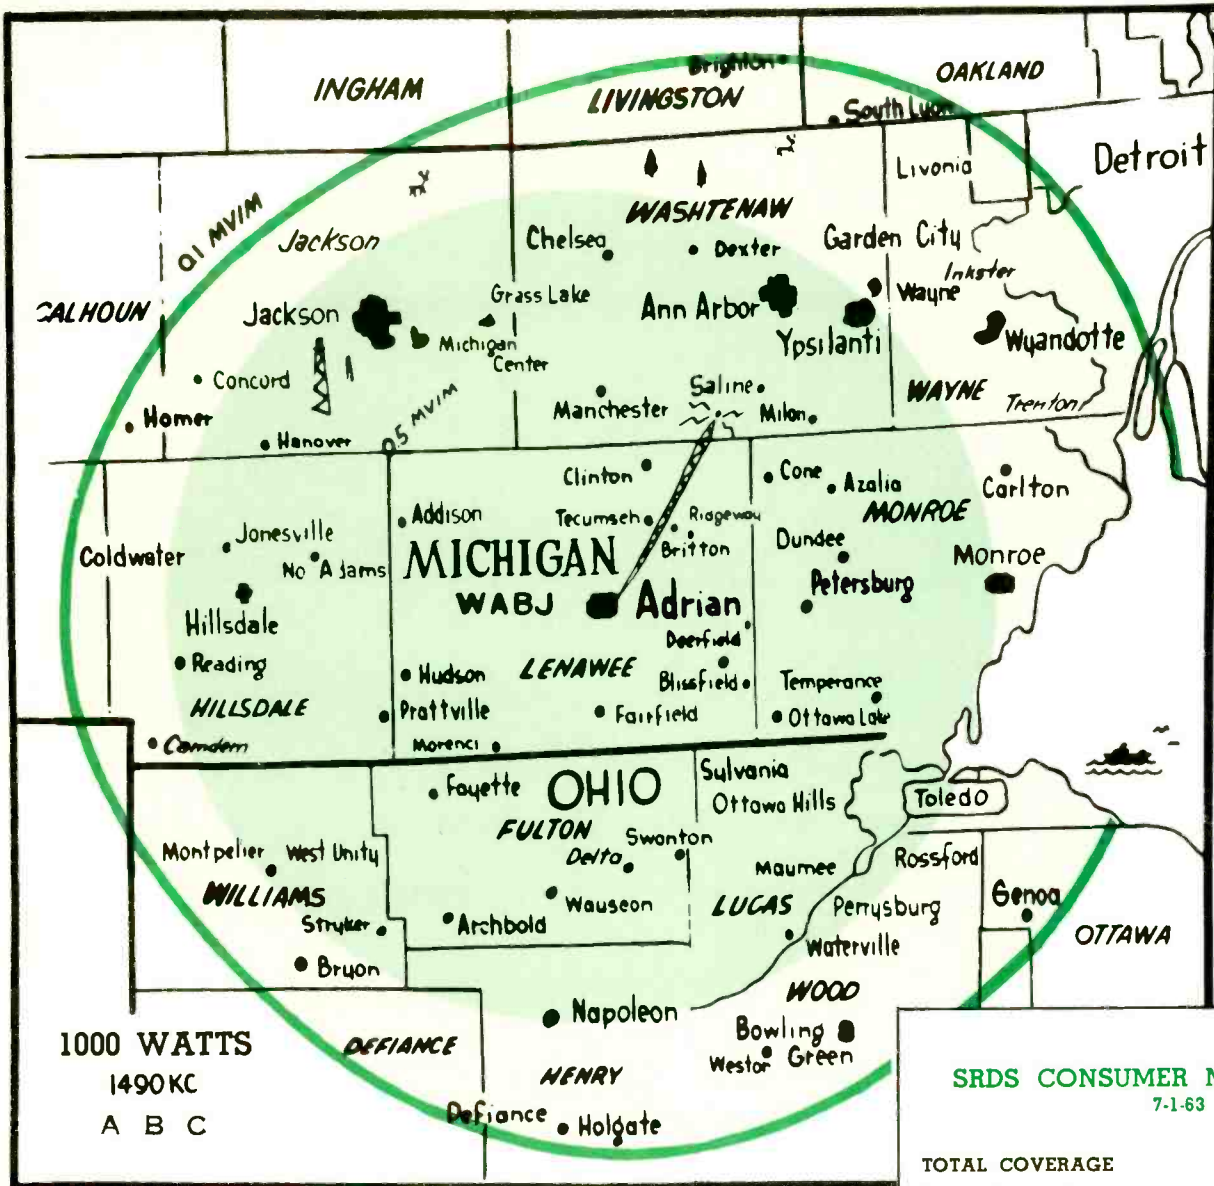 INGHAM
LIVINGSTON
Brighton
OAKLAND
South Lyon
Detroit
Livonia
0.1 MVIM
Jackson
WASHTENAW
Chelsea
Dexter
Garden City
Inkster
CALHOUN
Jackson
Grass Lake
Ann Arbor
Wayne
Ypsilanti
Wyandotte
Michigan
Center
Concord
0.5 MVIM
Manchester
Saline
Milan
WAYNE
Trenton
Homer
Hanover
Clinton
Cone
Azalia
Carlton
MONROE
Addison
Tecumseh
Ridgeway
Britton
Dundee
Monroe
Coldwater
Jonesville
No Adams
MICHIGAN
WABJ
Adrian
Petersburg
Hillsdale
Deerfield
Reading
Hudson
LENAWEE
Blissfield
Temperance
HILLSDALE
Prattville
Fairfield
Ottawa Lake
Camdem
Morenci
Fayette
OHIO
Sylvania
Ottawa Hills
Toledo
FULTON
Swanton
Delta
Montpelier
West Unity
Maumee
Rossford
WILLIAMS
Wauseon
LUCAS
Perrysburg
Genoa
Stryker
Archbold
Waterville
OTTAWA
Bryon
WOOD
Napoleon
Bowling
Green
Weston
1000 WATTS
1490 KC
A B C
DEFIANCE
HENRY
Defiance
Holgate
SRDS CONSUMER
7-1-63
TOTAL COVERAGE